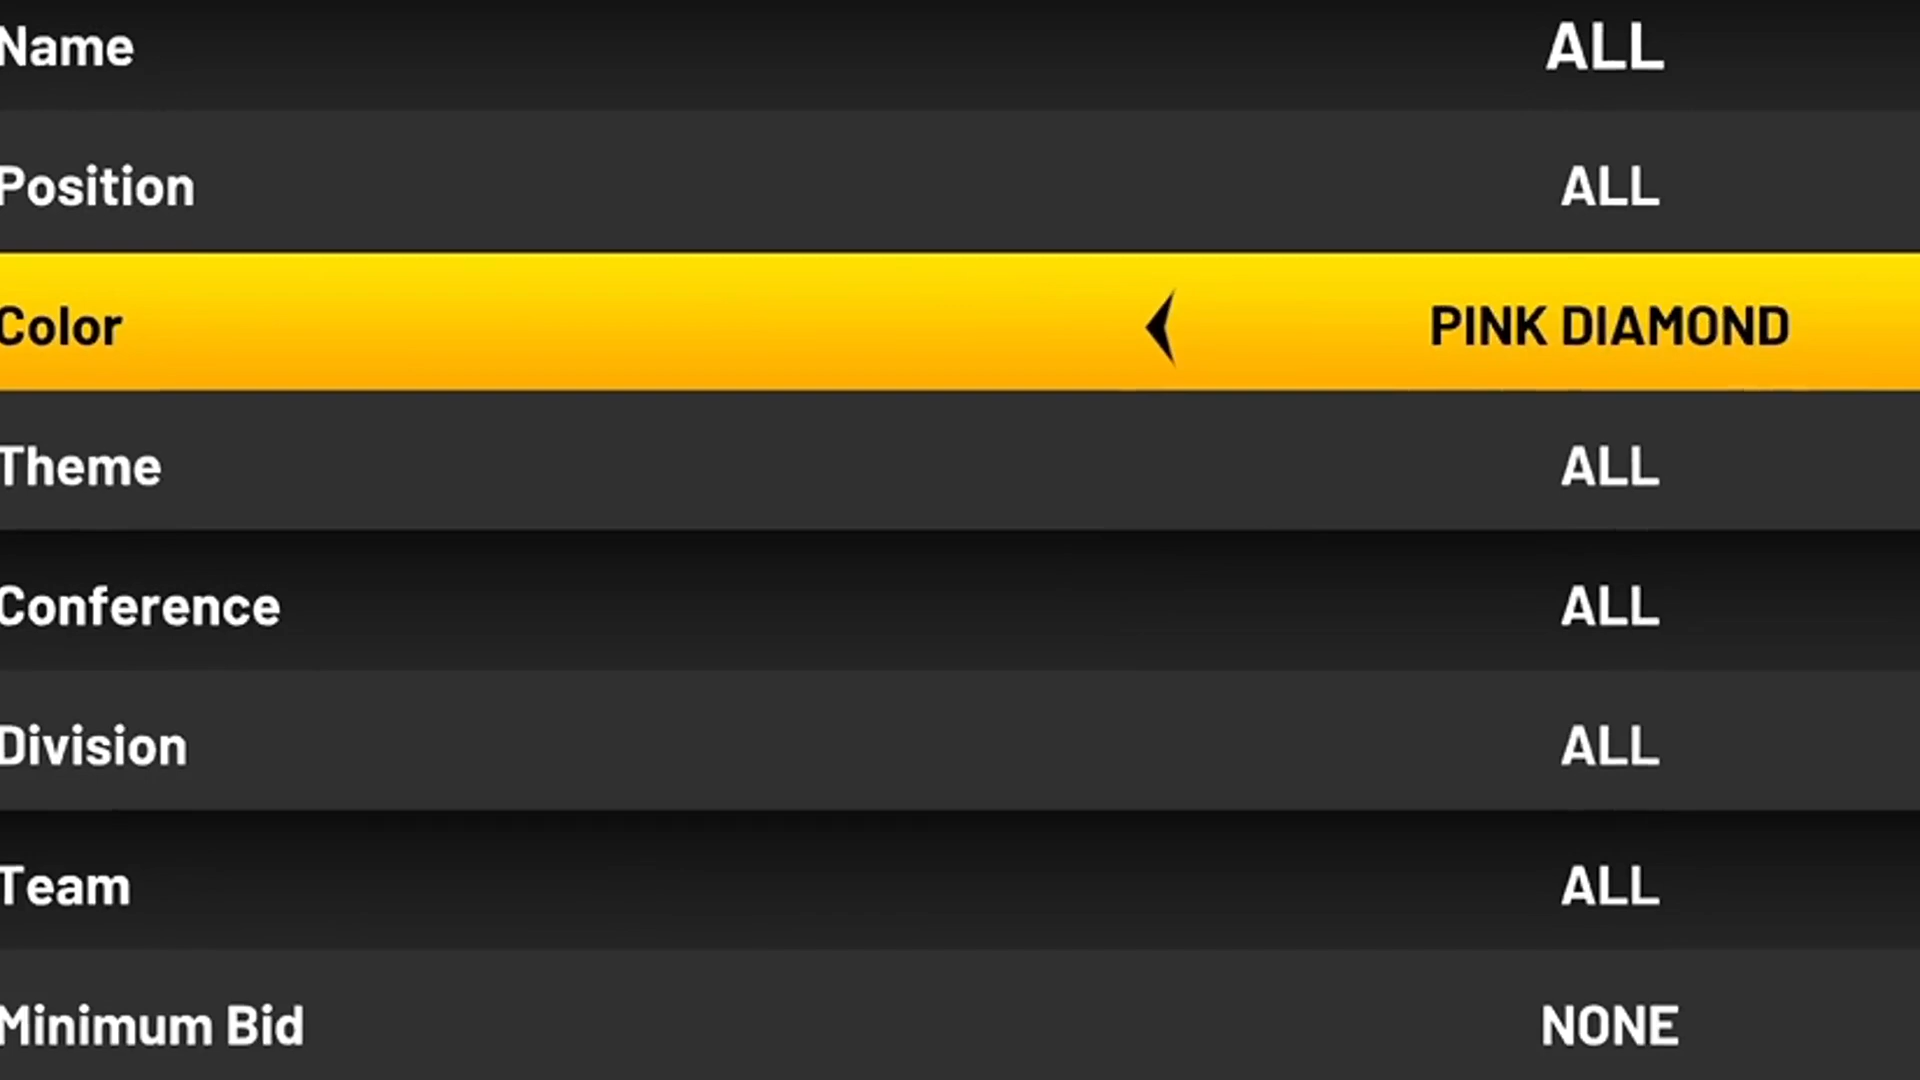 Name ALL
Position ALL
Color PINK DIAMOND
Theme ALL
Conference ALL
Division ALL
Team ALL
Minimum Bid NONE